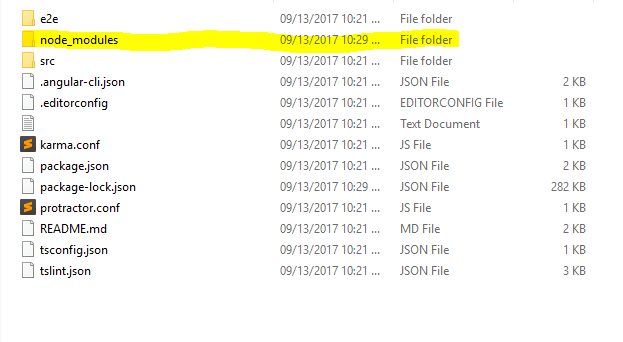 e2e 09/13/2017 10:21 ... File folder
node_modules 09/13/2017 10:29 ... File folder
src 09/13/2017 10:21 ... File folder
.angular-cli.json 09/13/2017 10:21 ... JSON File 2 KB
.editorconfig 09/13/2017 10:21 ... EDITORCONFIG File 1 KB
09/13/2017 10:21 ... Text Document 1 KB
karma.conf 09/13/2017 10:21 ... JS File 1 KB
package.json 09/13/2017 10:21 ... JSON File 2 KB
package-lock.json 09/13/2017 10:29 ... JSON File 282 KB
protractor.conf 09/13/2017 10:21 ... JS File 1 KB
README.md 09/13/2017 10:21 ... MD File 2 KB
tsconfig.json 09/13/2017 10:21 ... JSON File 1 KB
tslint.json 09/13/2017 10:21 ... JSON File 3 KB